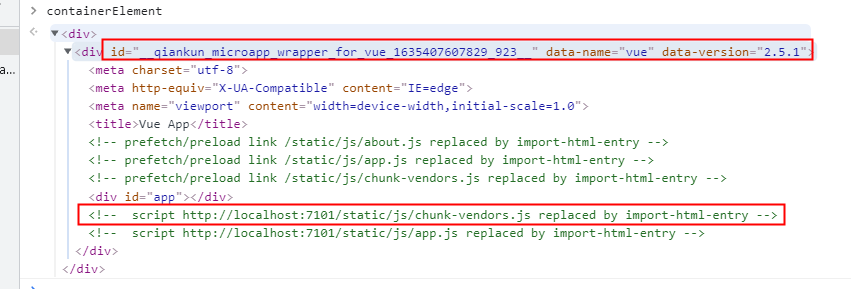 containerElement
<div>
<div id="__qiankun_microapp_wrapper_for_vue_1635407607829_923__" data-name="vue" data-version="2.5.1">
<meta charset="utf-8">
<meta http-equiv="X-UA-Compatible" content="IE=edge">
<meta name="viewport" content="width=device-width,initial-scale=1.0">
<title>Vue App</title>
<!-- prefetch/preload link /static/js/about.js replaced by import-html-entry -->
<!-- prefetch/preload link /static/js/app.js replaced by import-html-entry -->
<!-- prefetch/preload link /static/js/chunk-vendors.js replaced by import-html-entry -->
<div id="app"></div>
<!--  script http://localhost:7101/static/js/chunk-vendors.js replaced by import-html-entry -->
<!--  script http://localhost:7101/static/js/app.js replaced by import-html-entry -->
</div>
</div>
a...